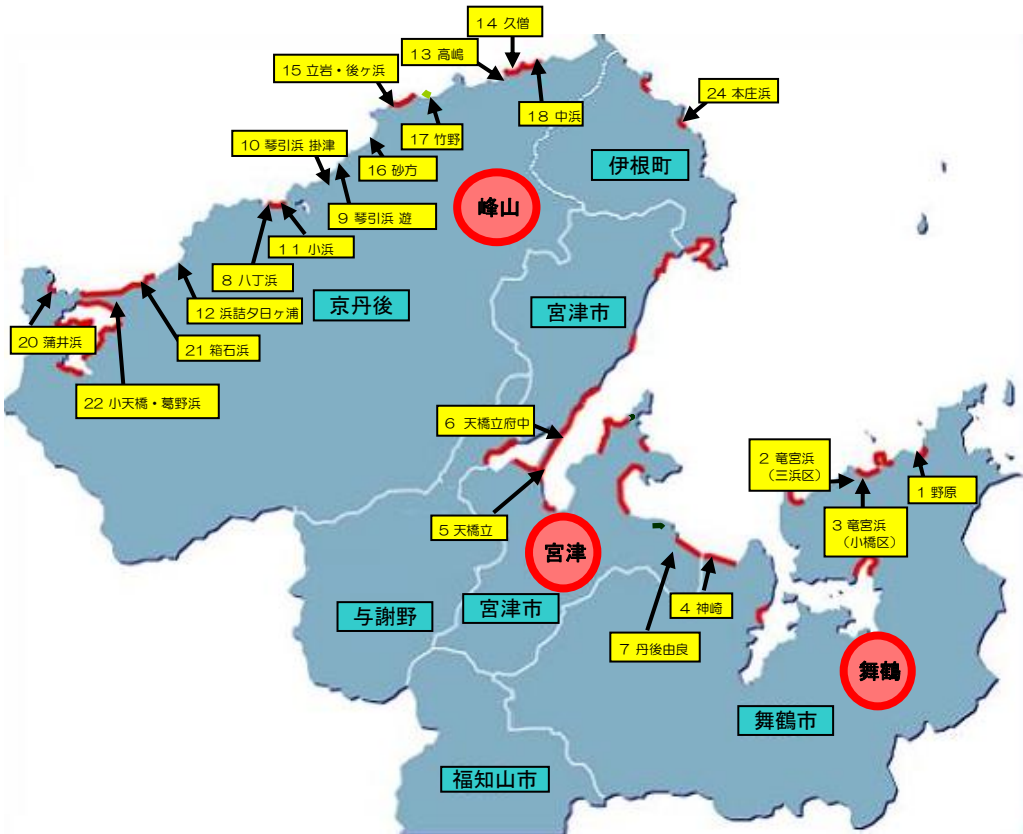 14 久僧
13 高嶋
15 立岩・後ヶ浜
24 本庄浜
18 中浜
17 竹野
10 琴引浜 掛津
16 砂方
伊根町
峰山
9 琴引浜 遊
11 小浜
8 八丁浜
京丹後
宮津市
12 浜詰夕日ヶ浦
20 蒲井浜
21 箱石浜
22 小天橋・葛野浜
6 天橋立府中
2 竜宮浜
（三浜区）
1 野原
3 竜宮浜
（小橋区）
5 天橋立
宮津
4 神崎
与謝野
宮津市
7 丹後由良
舞鶴
舞鶴市
福知山市